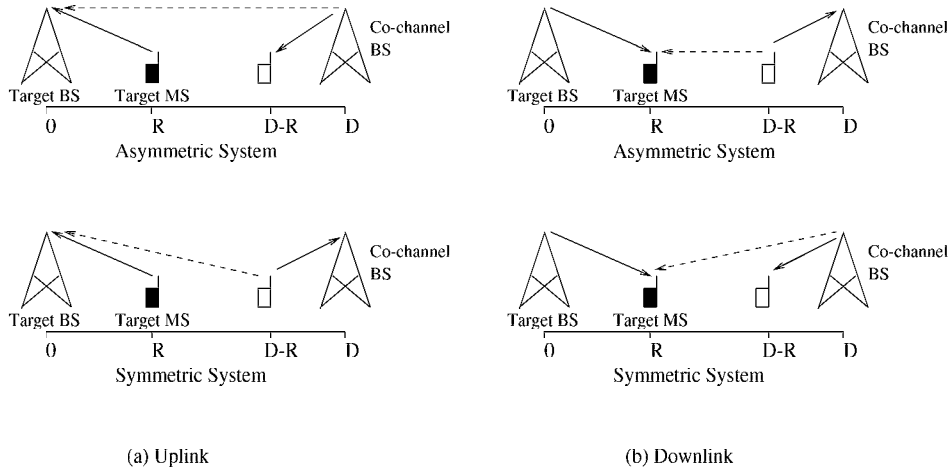 Co-channel
BS
Target BS Target MS
0 R D-R D
Asymmetric System
Co-channel
BS
Target BS Target MS
0 R D-R D
Asymmetric System
Co-channel
BS
Target BS Target MS
0 R D-R D
Symmetric System
Co-channel
BS
Target BS Target MS
0 R D-R D
Symmetric System
(a) Uplink
(b) Downlink